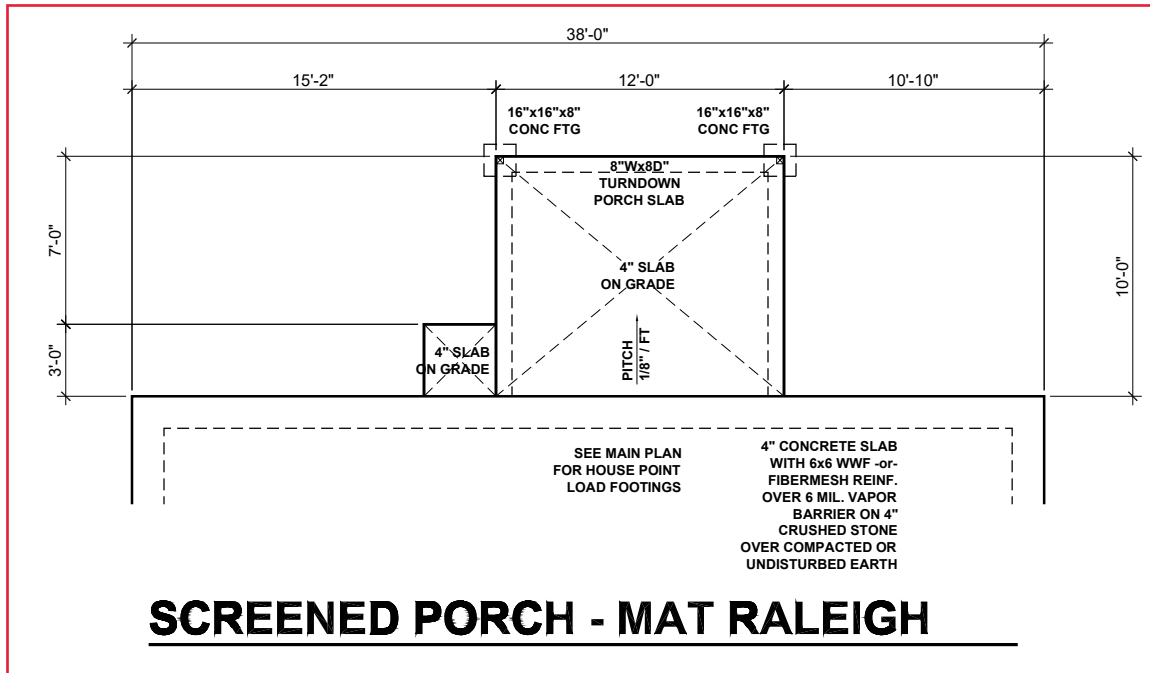 38'-0"
15'-2"
12'-0"
10'-10"
16"x16"x8"
CONC FTG
16"x16"x8"
CONC FTG
8"Wx8D"
TURNDOWN
PORCH SLAB
7'-0"
4" SLAB
ON GRADE
10'-0"
3'-0"
4" SLAB
ON GRADE
PITCH
1/8" / FT
SEE MAIN PLAN
FOR HOUSE POINT
LOAD FOOTINGS
4" CONCRETE SLAB
WITH 6x6 WWF -or-
FIBERMESH REINF.
OVER 6 MIL. VAPOR
BARRIER ON 4"
CRUSHED STONE
OVER COMPACTED OR
UNDISTURBED EARTH
SCREENED PORCH - MAT RALEIGH